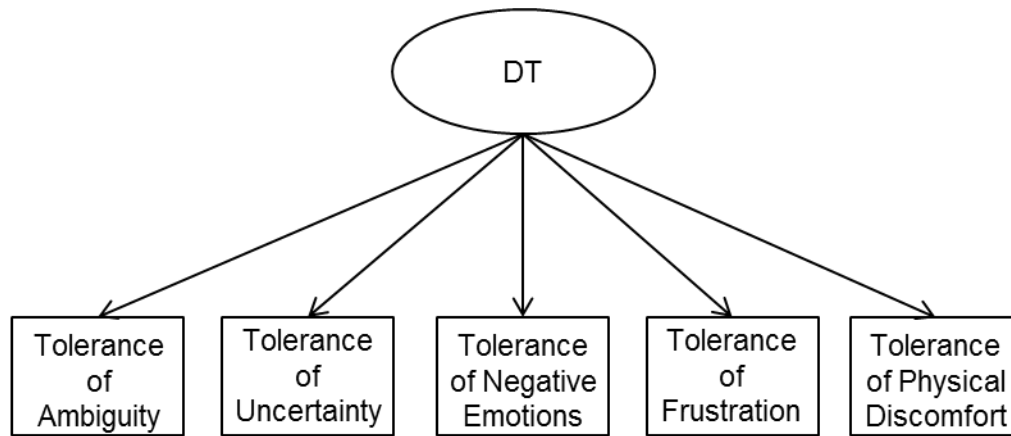 DT
Tolerance
of
Ambiguity
Tolerance
of
Uncertainty
Tolerance
of Negative
Emotions
Tolerance
of
Frustration
Tolerance
of Physical
Discomfort